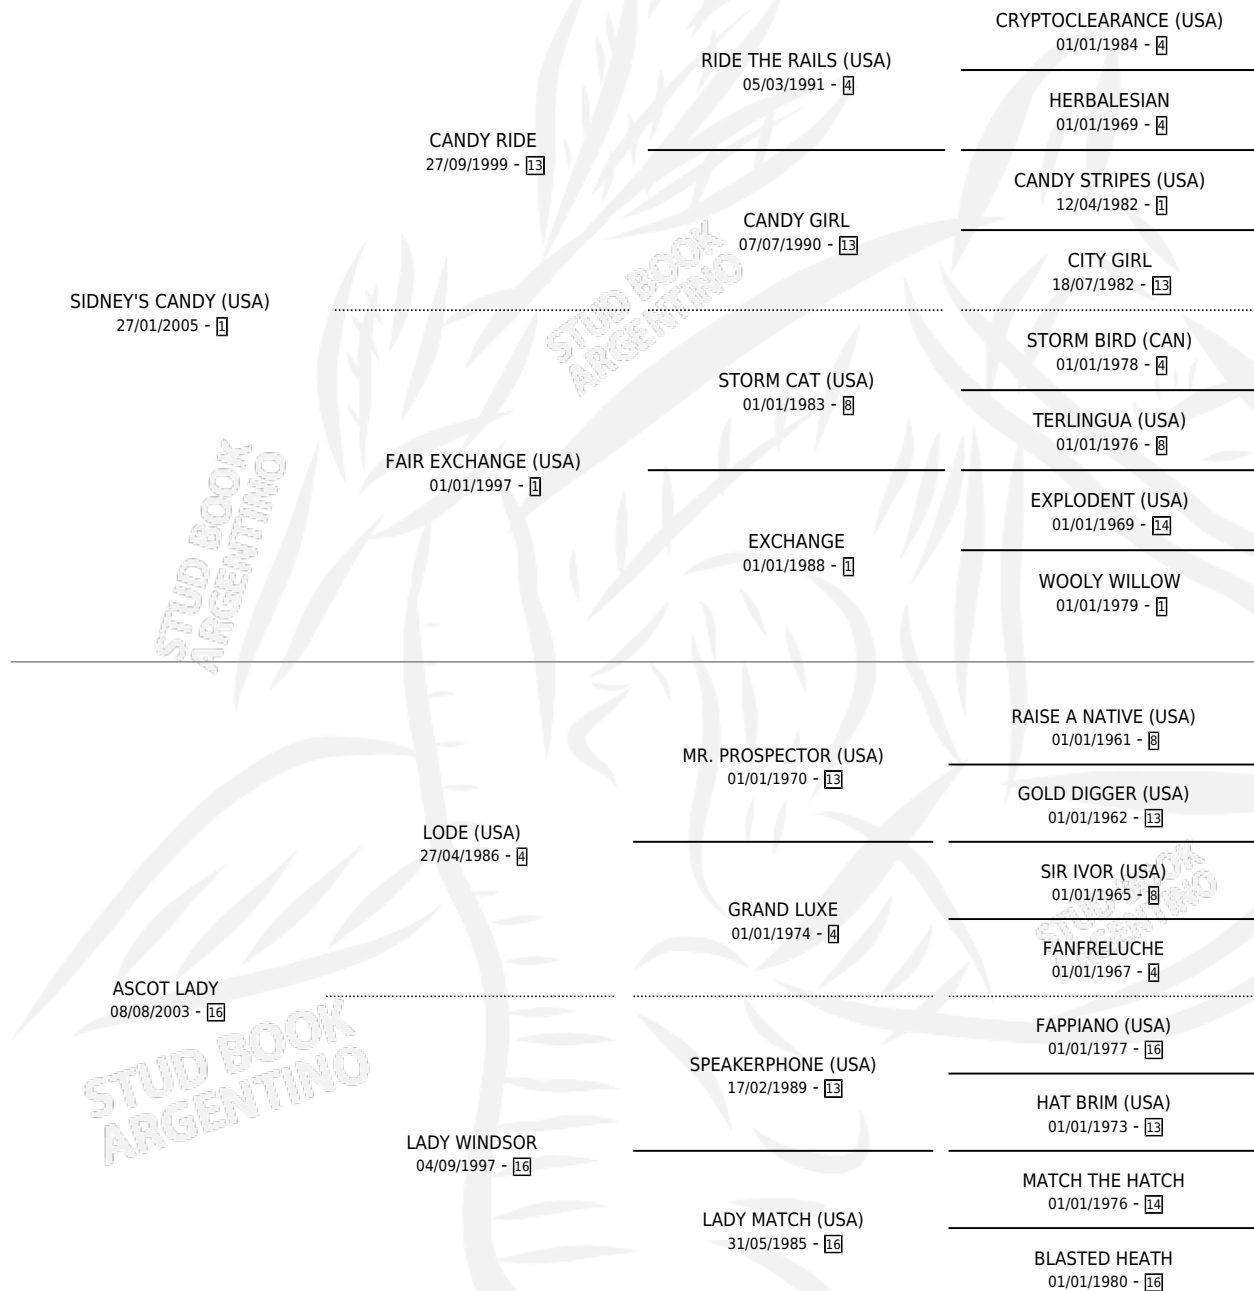 CRYPTOCLEARANCE (USA)
01/01/1984 - 4
RIDE THE RAILS (USA)
05/03/1991 - 4
HERBALESIAN
01/01/1969 - 4
CANDY RIDE
27/09/1999 - 13
CANDY STRIPES (USA)
12/04/1982 - 1
CANDY GIRL
07/07/1990 - 13
CITY GIRL
18/07/1982 - 13
SIDNEY'S CANDY (USA)
27/01/2005 - 1
STORM BIRD (CAN)
01/01/1978 - 4
STORM CAT (USA)
01/01/1983 - 8
TERLINGUA (USA)
01/01/1976 - 8
FAIR EXCHANGE (USA)
01/01/1997 - 1
EXPLODENT (USA)
01/01/1969 - 14
EXCHANGE
01/01/1988 - 1
WOOLY WILLOW
01/01/1979 - 1
RAISE A NATIVE (USA)
01/01/1961 - 8
MR. PROSPECTOR (USA)
01/01/1970 - 13
GOLD DIGGER (USA)
01/01/1962 - 13
LODE (USA)
27/04/1986 - 4
SIR IVOR (USA)
01/01/1965 - 8
GRAND LUXE
01/01/1974 - 4
FANFRELUCHE
01/01/1967 - 4
ASCOT LADY
08/08/2003 - 16
FAPPIANO (USA)
01/01/1977 - 16
SPEAKERPHONE (USA)
17/02/1989 - 13
HAT BRIM (USA)
01/01/1973 - 13
LADY WINDSOR
04/09/1997 - 16
MATCH THE HATCH
01/01/1976 - 14
LADY MATCH (USA)
31/05/1985 - 16
BLASTED HEATH
01/01/1980 - 16
STUD BOOK
ARGENTINO
STUD BOOK
ARGENTINO
STUD BOOK
ARGENTINO
STUD BOOK
ARGENTINO